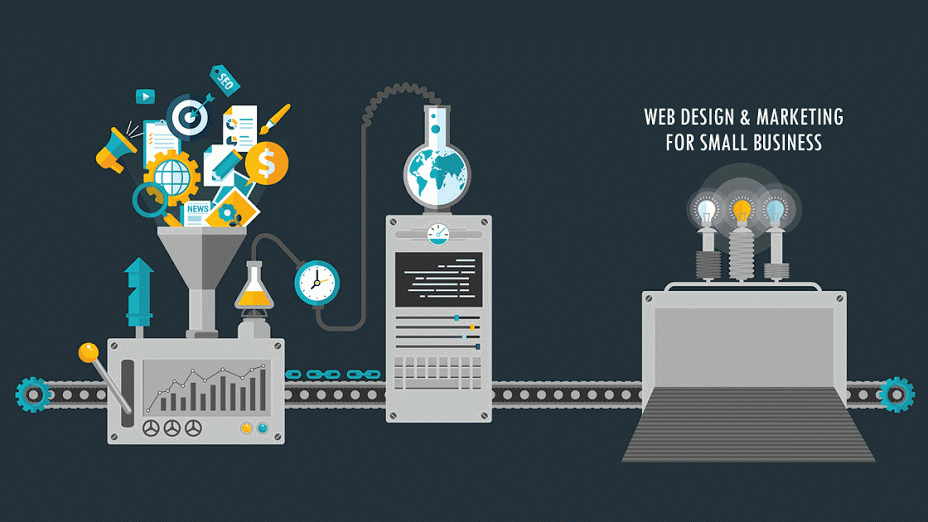 SEO
WEB DESIGN & MARKETING
FOR SMALL BUSINESS
$
NEWS